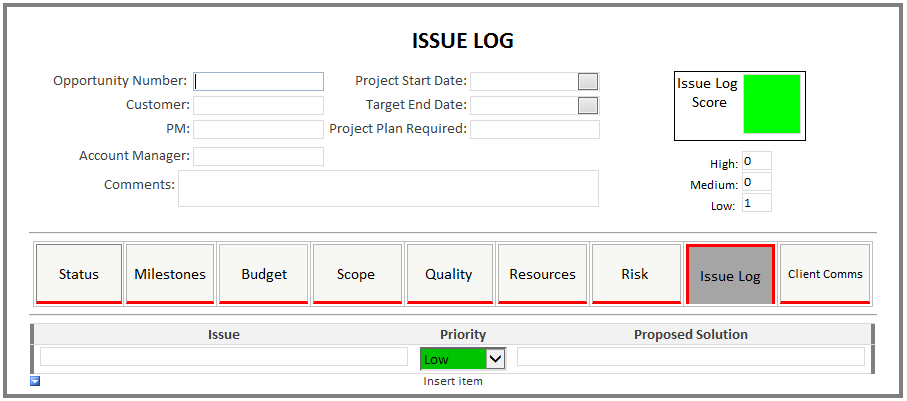 ISSUE LOG
Opportunity Number: Project Start Date:
Customer: Target End Date:
PM: Project Plan Required:
Account Manager:
Comments:
Issue Log
Score
High: 0
Medium: 0
Low: 1
Status Milestones Budget Scope Quality Resources Risk Issue Log Client Comms
Issue Priority Proposed Solution
Low
Insert item